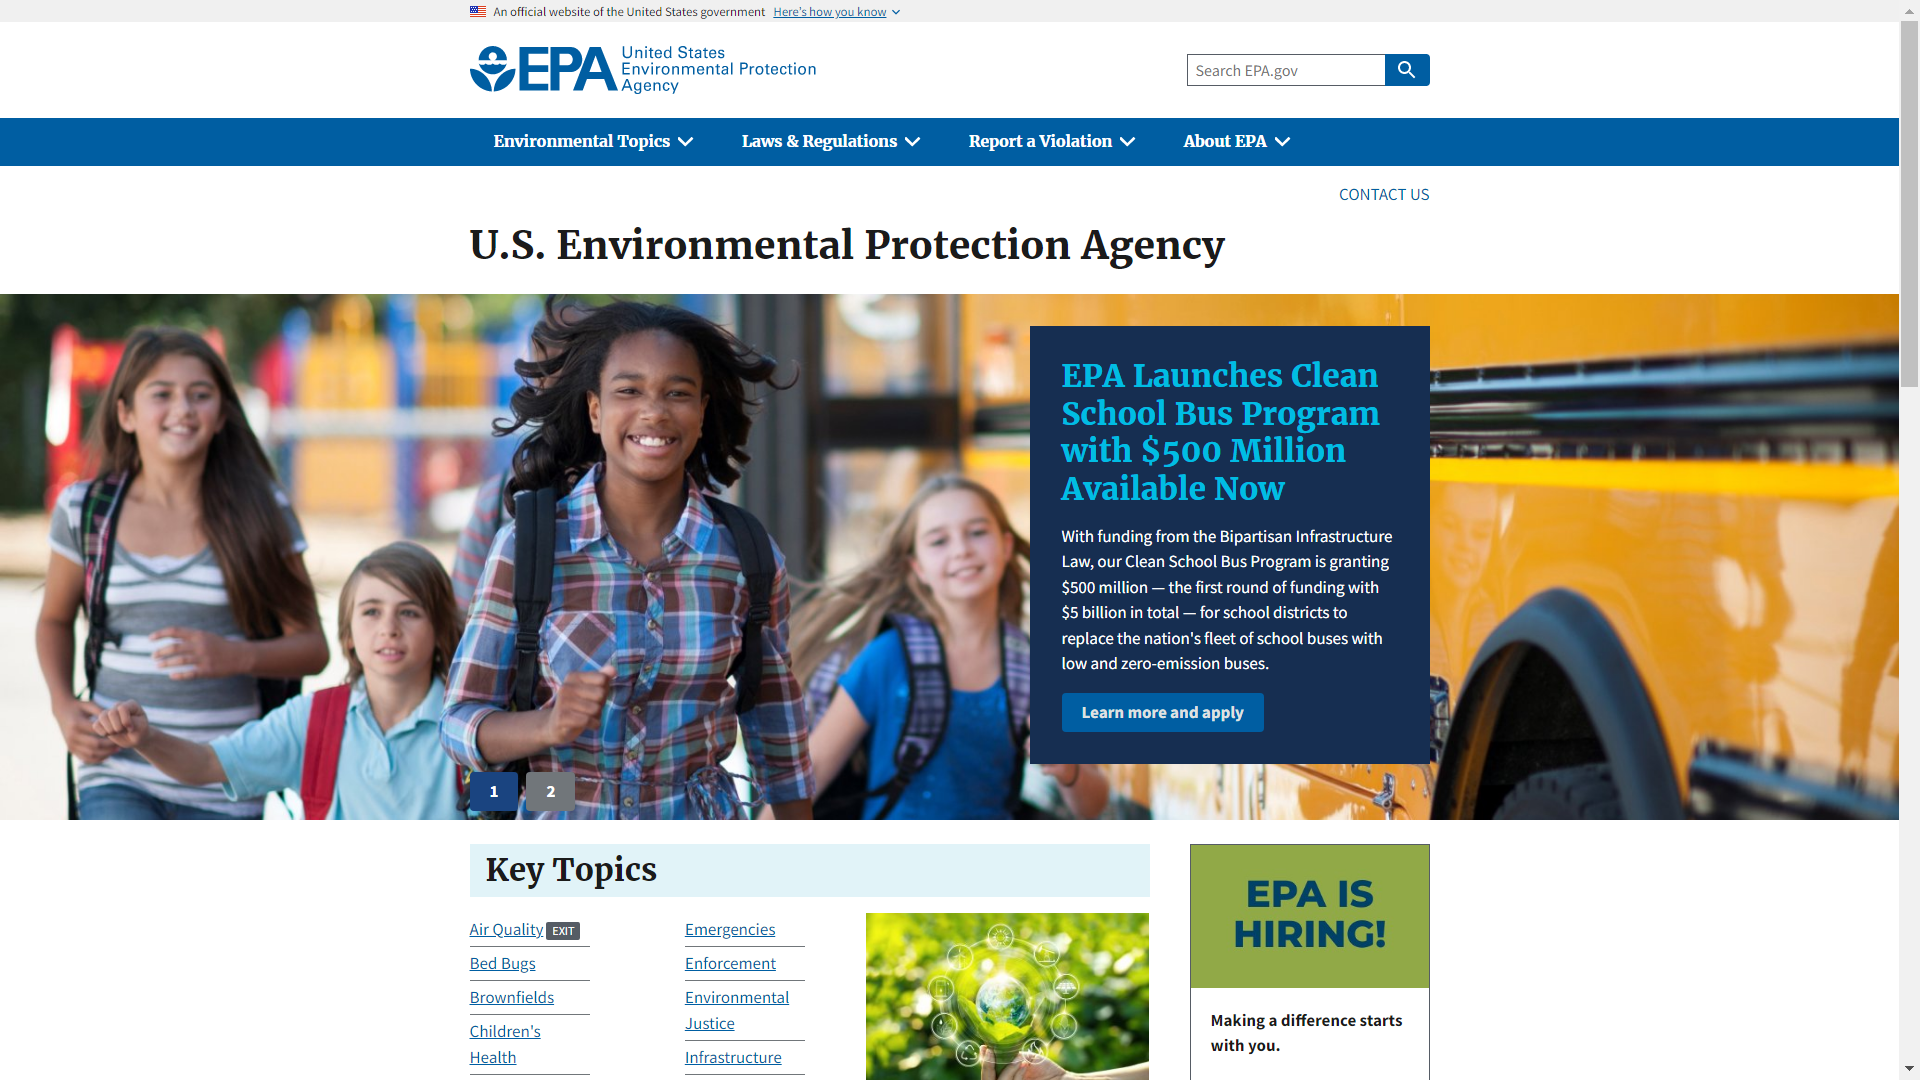 An official website of the United States government Here's how you know
EPA United States
Environmental Protection
Agency
Search EPA.gov
Environmental Topics
Laws & Regulations
Report a Violation
About EPA
CONTACT US
U.S. Environmental Protection Agency
EPA Launches Clean
School Bus Program
with $500 Million
Available Now
With funding from the Bipartisan Infrastructure
Law, our Clean School Bus Program is granting
$500 million — the first round of funding with
$5 billion in total — for school districts to
replace the nation's fleet of school buses with
low and zero-emission buses.
Learn more and apply
1
2
Key Topics
Air Quality EXIT
Bed Bugs
Brownfields
Children's
Health
Emergencies
Enforcement
Environmental
Justice
Infrastructure
EPA IS
HIRING!
Making a difference starts
with you.